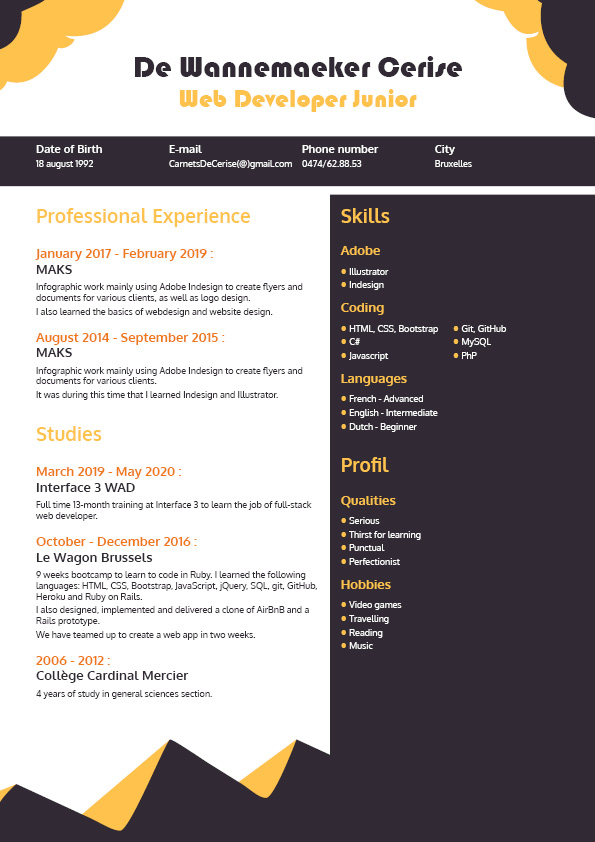 De Wannemaeker Cerise
Web Developer Junior
Date of Birth
18 august 1992
E-mail
CarnetsDeCerise(@)gmail.com
Phone number
0474/62.88.53
City
Bruxelles
Professional Experience
January 2017 - February 2019 :
MAKS
Infographic work mainly using Adobe Indesign to create flyers and
documents for various clients, as well as logo design.
I also learned the basics of webdesign and website design.
August 2014 - September 2015 :
MAKS
Infographic work mainly using Adobe Indesign to create flyers and
documents for various clients.
It was during this time that I learned Indesign and Illustrator.
Studies
March 2019 - May 2020 :
Interface 3 WAD
Full time 13-month training at Interface 3 to learn the job of full-stack
web developer.
October - December 2016 :
Le Wagon Brussels
9 weeks bootcamp to learn to code in Ruby. I learned the following
languages: HTML, CSS, Bootstrap, JavaScript, jQuery, SQL, git, GitHub,
Heroku and Ruby on Rails.
I also designed, implemented and delivered a clone of AirBnB and a
Rails prototype.
We have teamed up to create a web app in two weeks.
2006 - 2012 :
Collège Cardinal Mercier
4 years of study in general sciences section.
Skills
Adobe
• Illustrator
• Indesign
Coding
• HTML, CSS, Bootstrap
• C#
• Javascript
• Git, GitHub
• MySQL
• PhP
Languages
• French - Advanced
• English - Intermediate
• Dutch - Beginner
Profil
Qualities
• Serious
• Thirst for learning
• Punctual
• Perfectionist
Hobbies
• Video games
• Travelling
• Reading
• Music